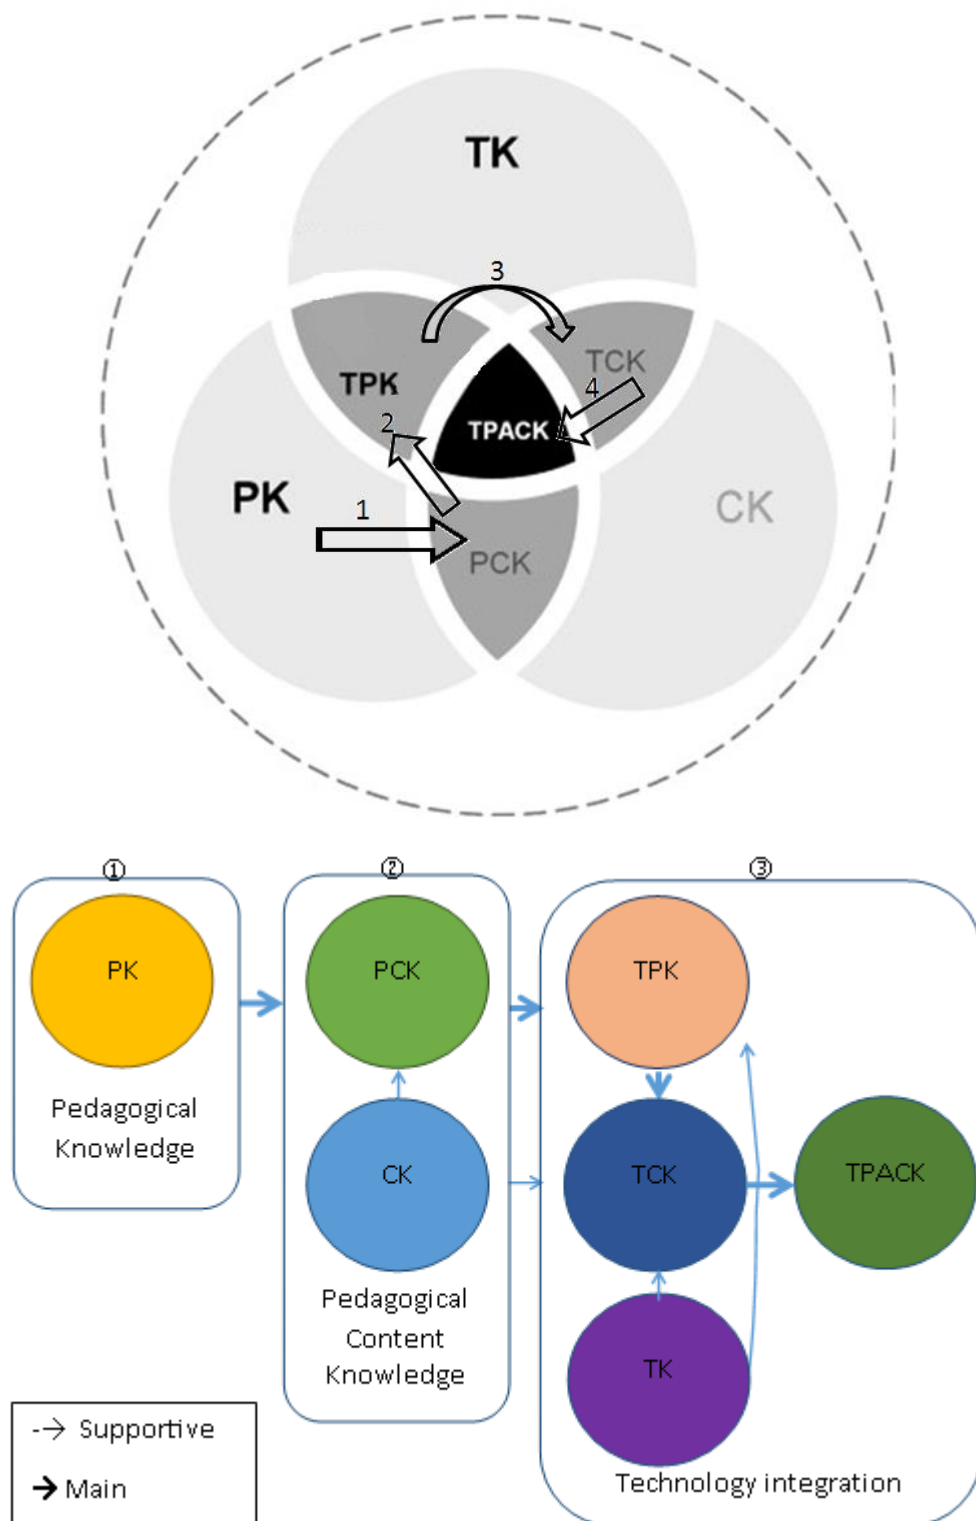 TK
3
TCK
TPK
4
2
TPACK
PK
1
CK
PCK
①
②
③
PK
PCK
TPK
Pedagogical
Knowledge
CK
TCK
TPACK
Pedagogical
Content
Knowledge
TK
Technology integration
--→ Supportive
→ Main